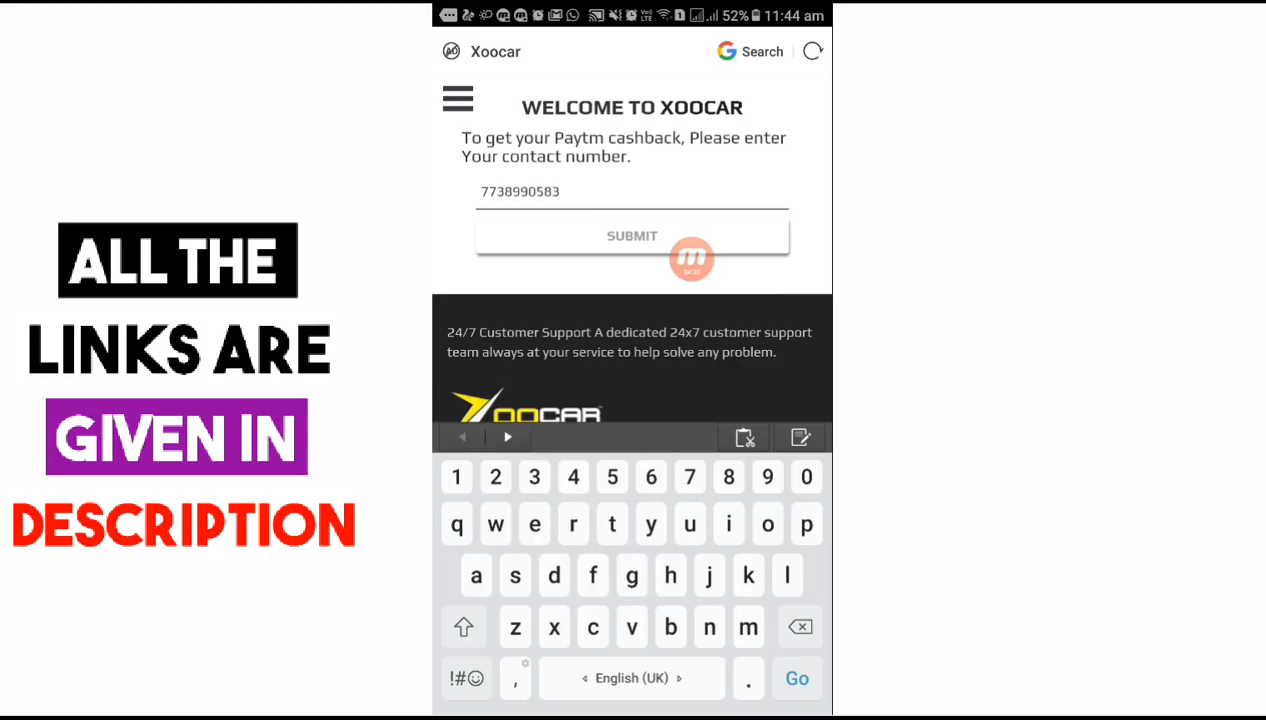 52% 11:44 am
Xoocar
Search
WELCOME TO XOOCAR
To get your Paytm cashback, Please enter
Your contact number.
7738990583
SUBMIT
24/7 Customer Support A dedicated 24x7 customer support
team always at your service to help solve any problem.
XOOCAR
1 2 3 4 5 6 7 8 9 0
q w e r t y u i o p
a s d f g h j k l
z x c v b n m
!#☺ , English (UK) . Go
ALL THE
LINKS ARE
GIVEN IN
DESCRIPTION